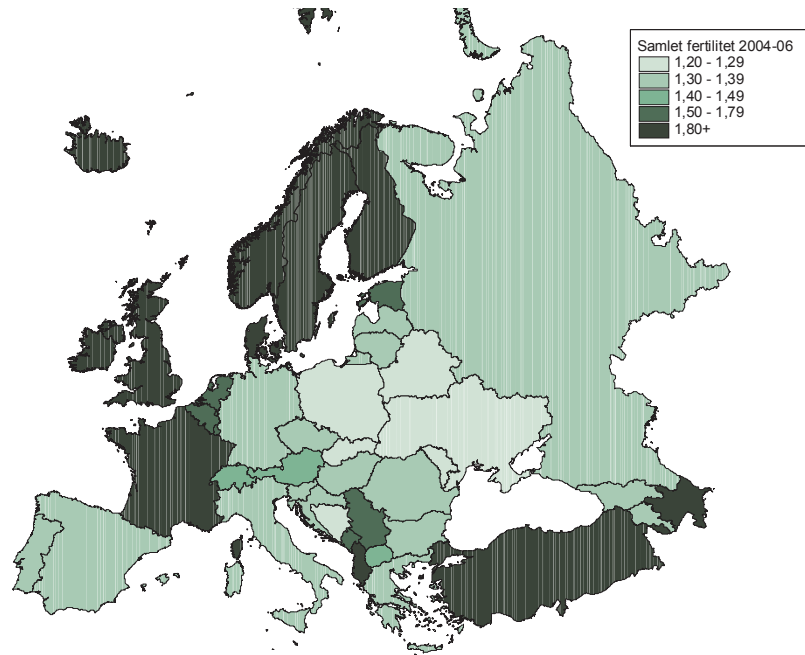 Samlet fertilitet 2004-06
1,20 - 1,29
1,30 - 1,39
1,40 - 1,49
1,50 - 1,79
1,80+